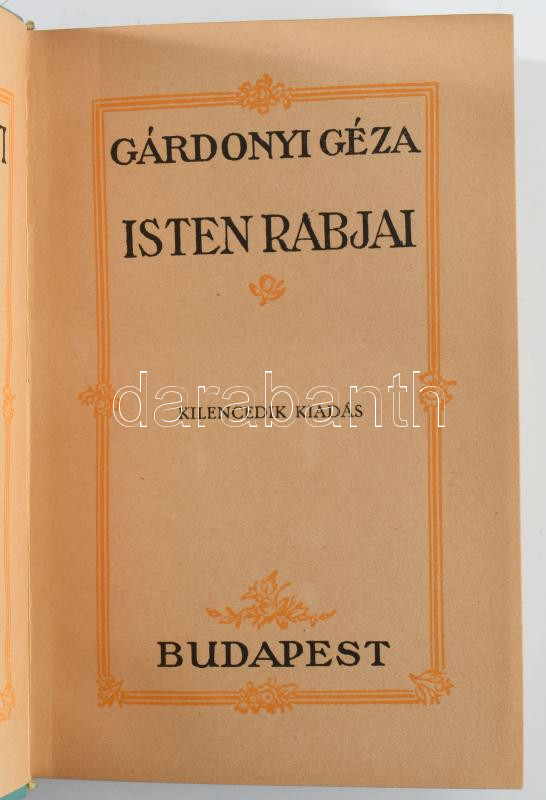 GÁRDONYI GÉZA
ISTEN RABJAI
darabanth
KILENCEDIK KIADÁS
BUDAPEST